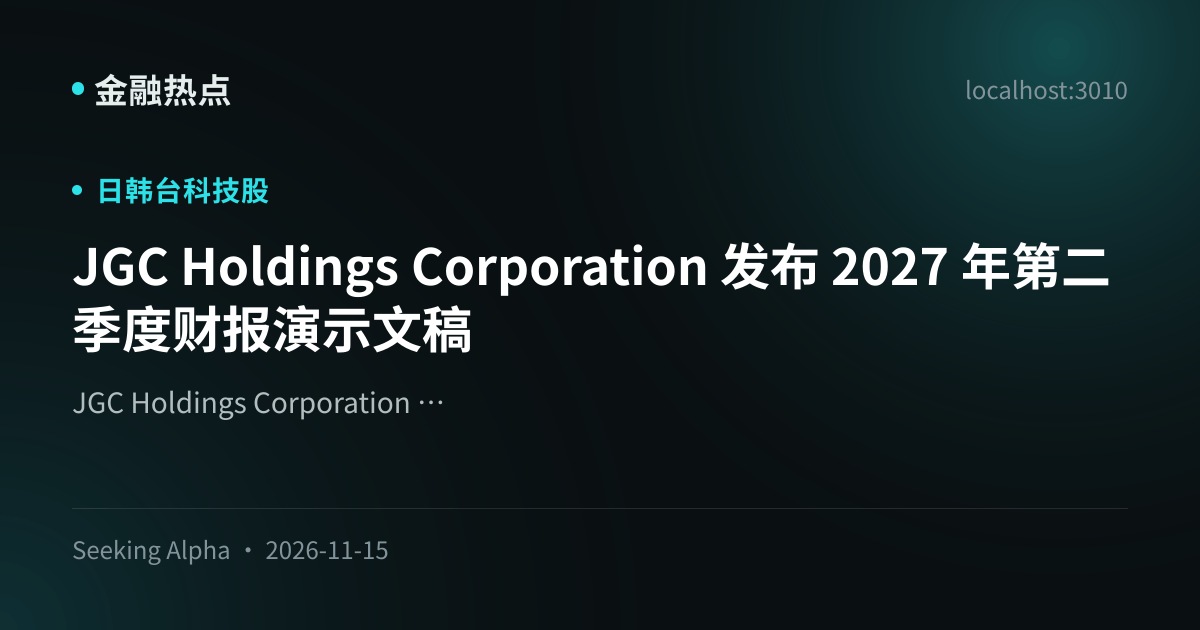 金融热点
localhost:3010
日韩台科技股
JGC Holdings Corporation 发布 2027 年第二
季度财报演示文稿
JGC Holdings Corporation ···
Seeking Alpha · 2026-11-15